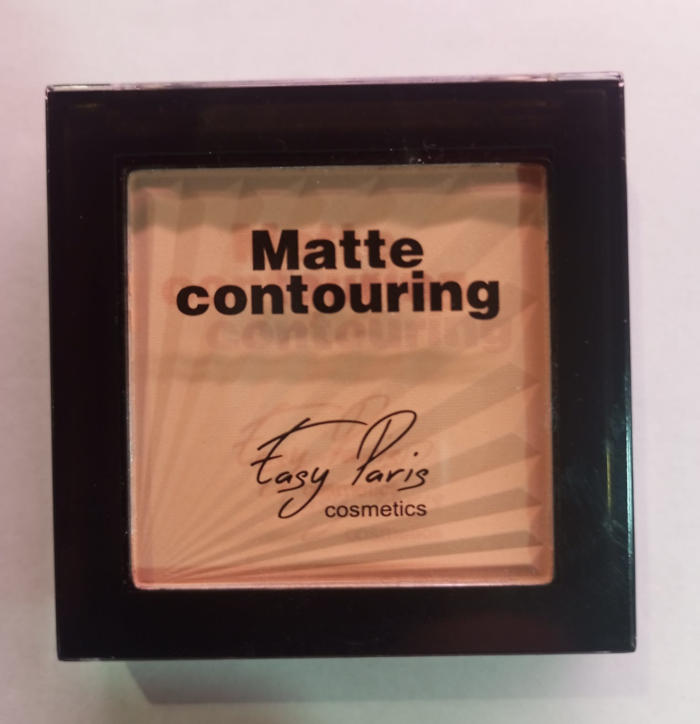 Matte
contouring
Easy Paris
cosmetics